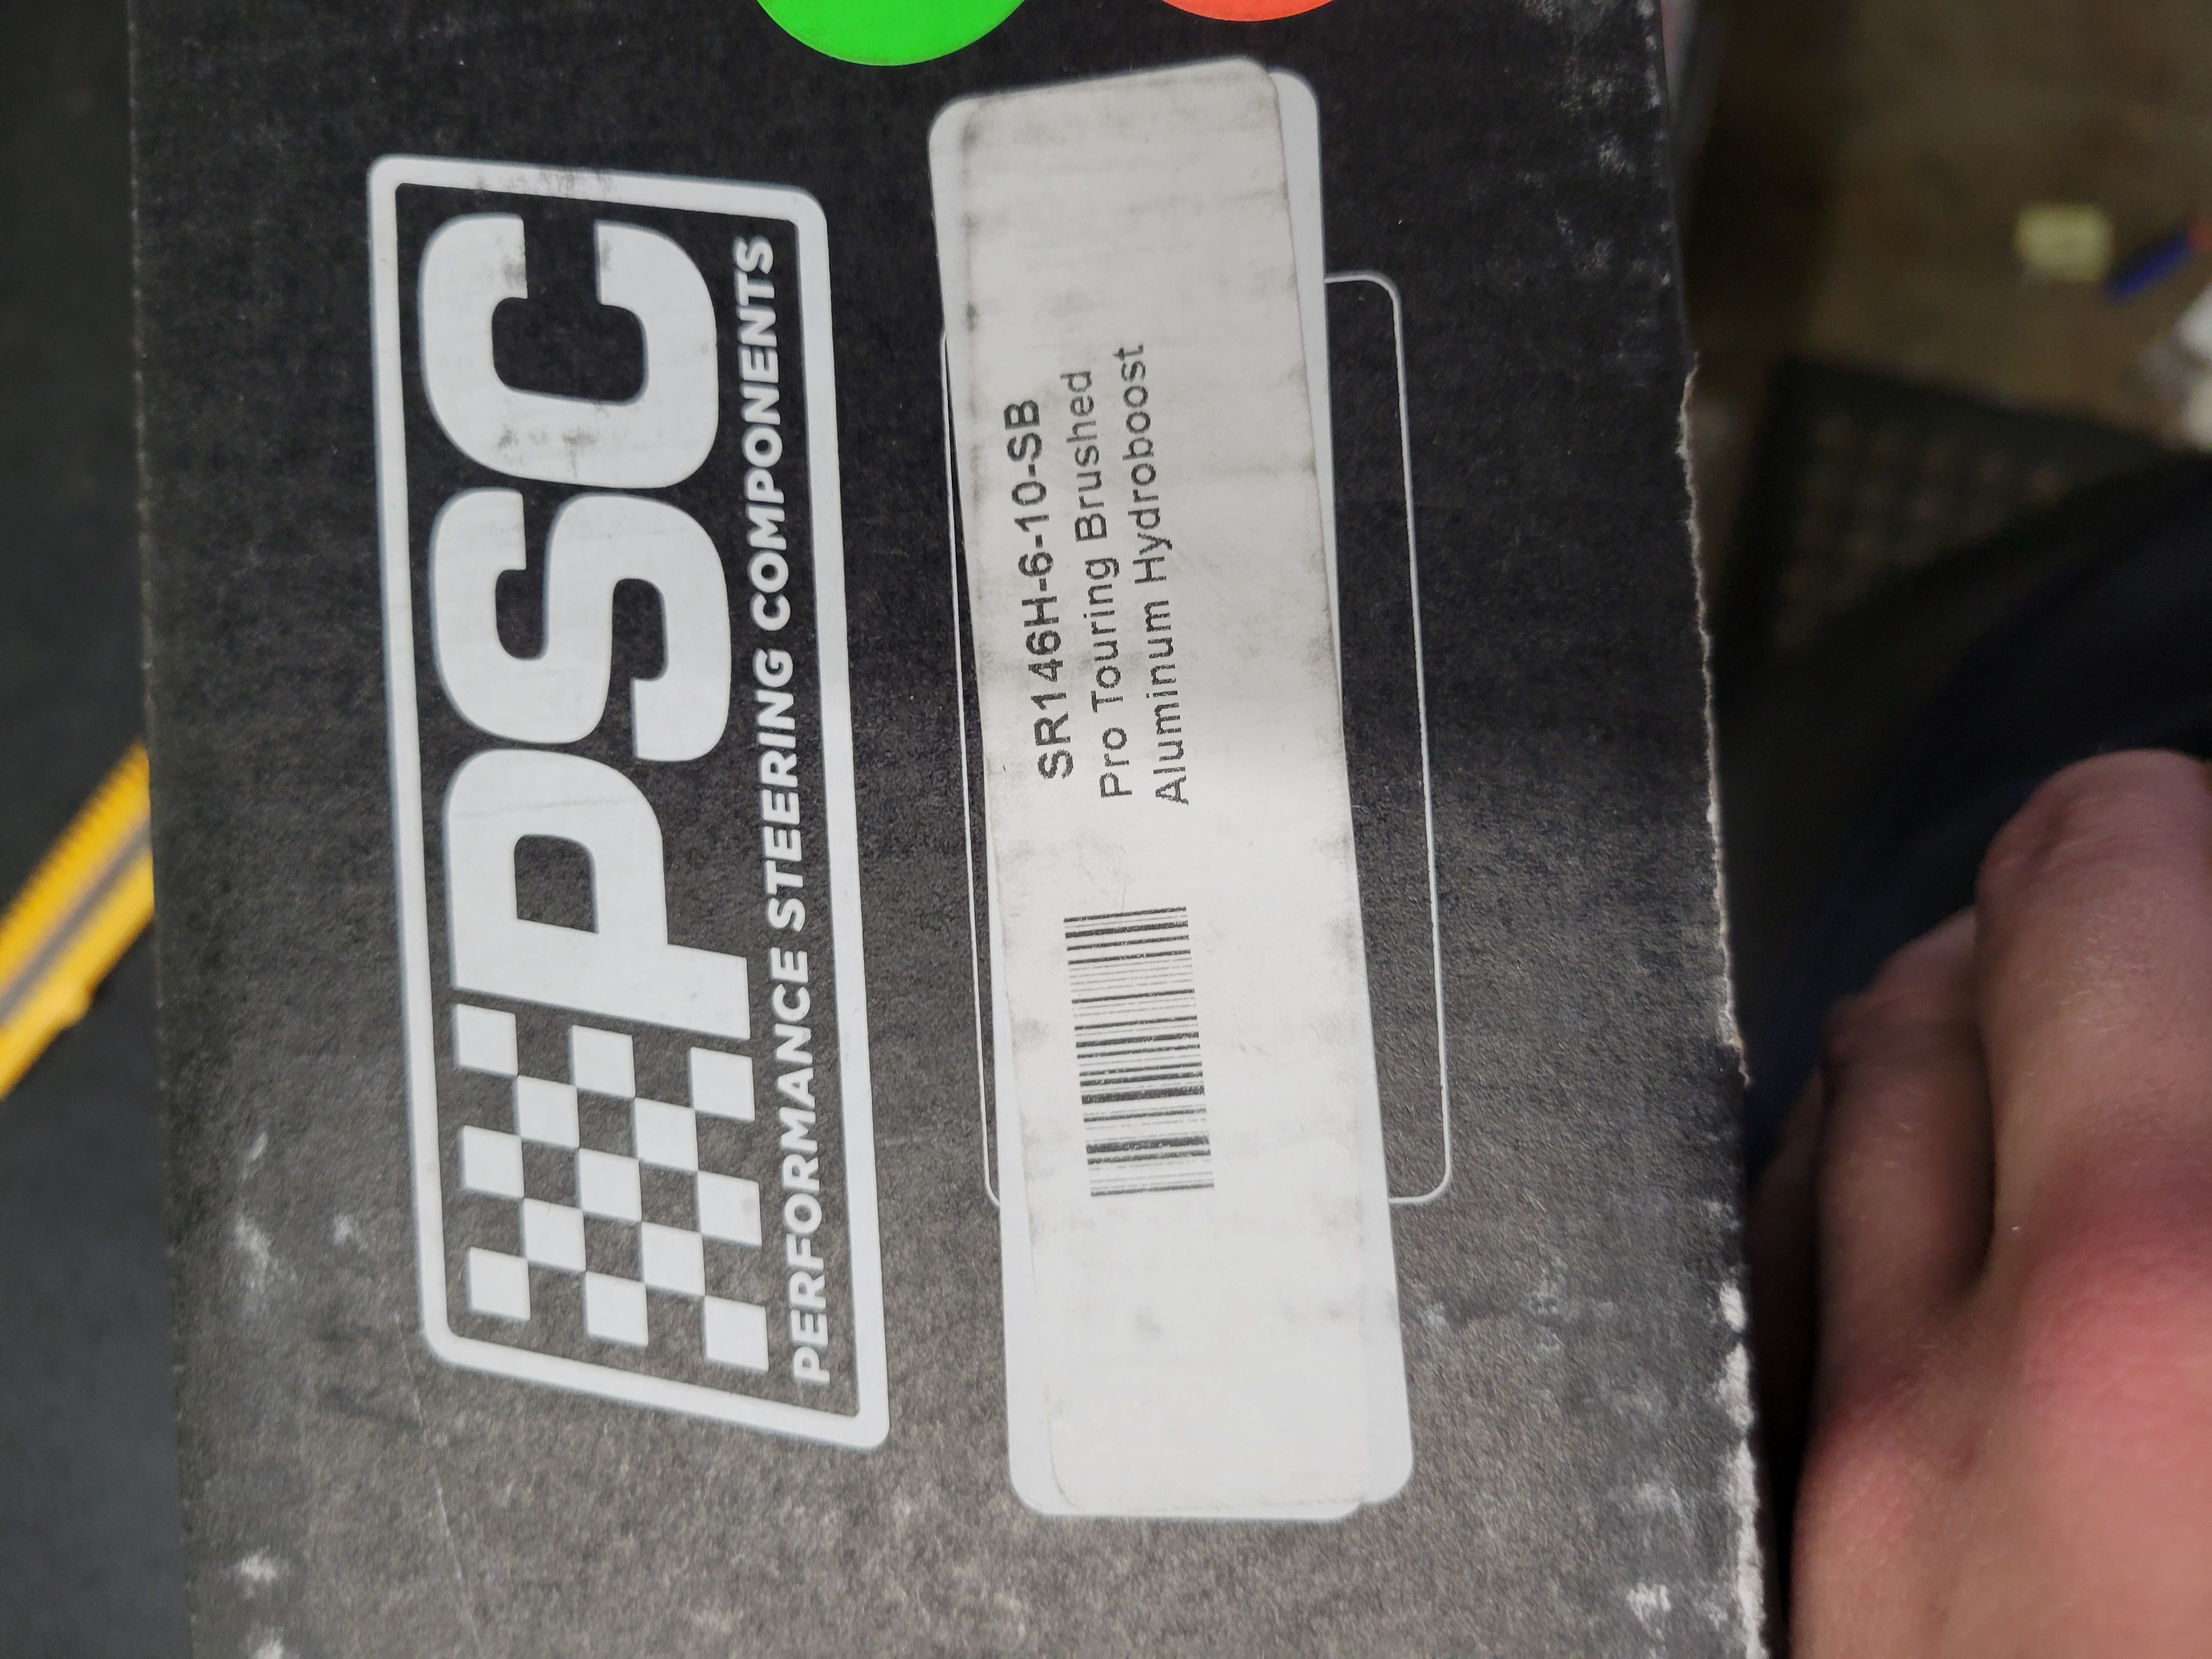 PSC
PERFORMANCE STEERING COMPONENTS
SR146H-6-10-SB
Pro Touring Brushed
Aluminum Hydroboost